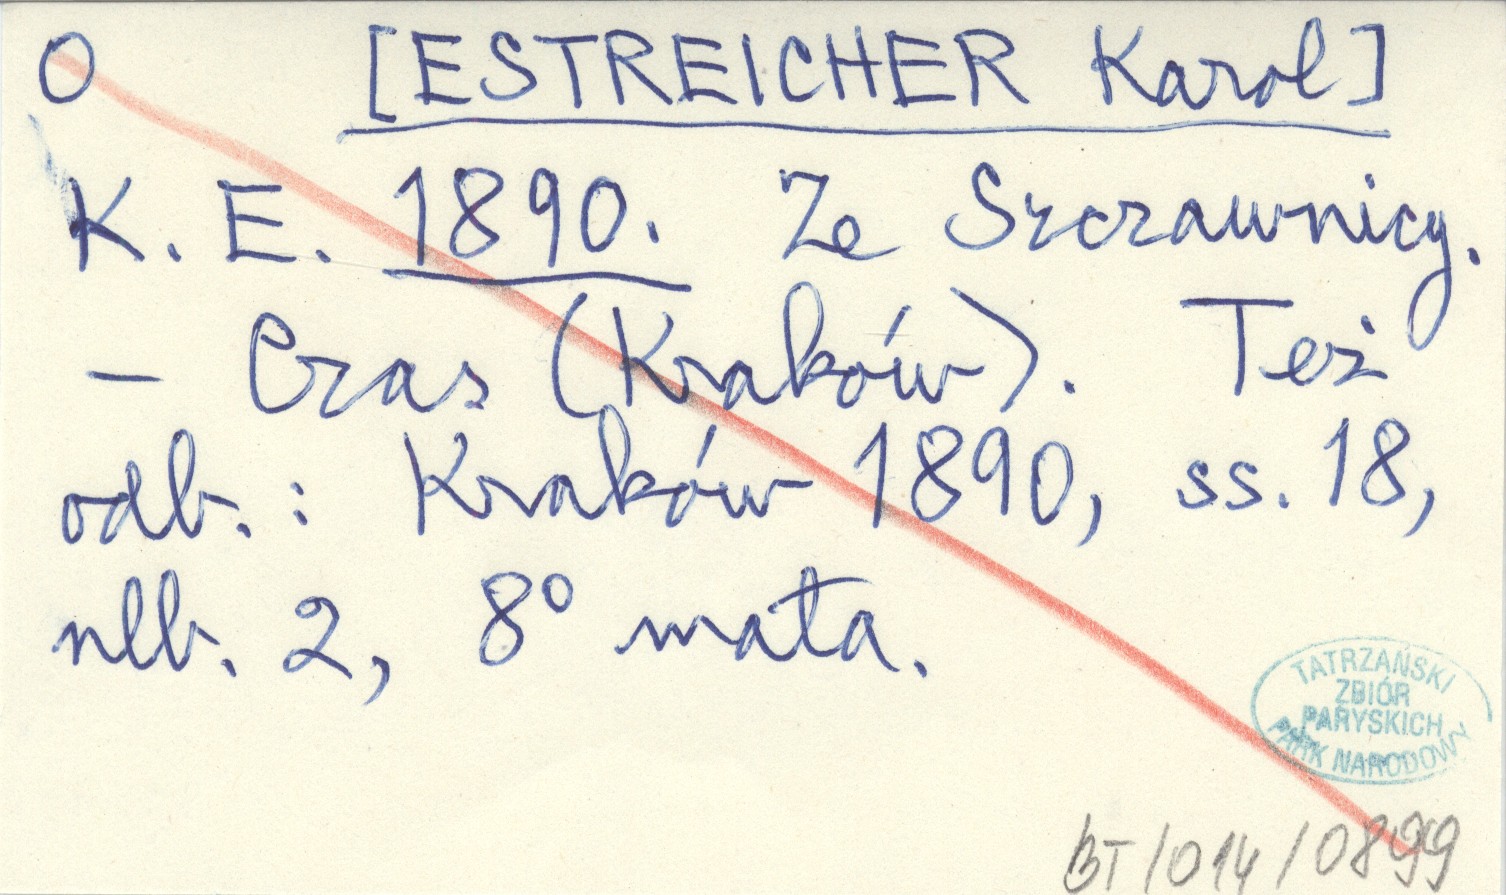 O [ESTREICHER Karol]
K. E. 1890. Ze Szczawnicy.
- Czas (Kraków). Też
odb.: Kraków 1890, ss. 18,
nlb. 2, 8° mała.
TATRZAŃSKI
ZBIÓR
PARYSKICH
PARK NARODOWY
BT/014/0899